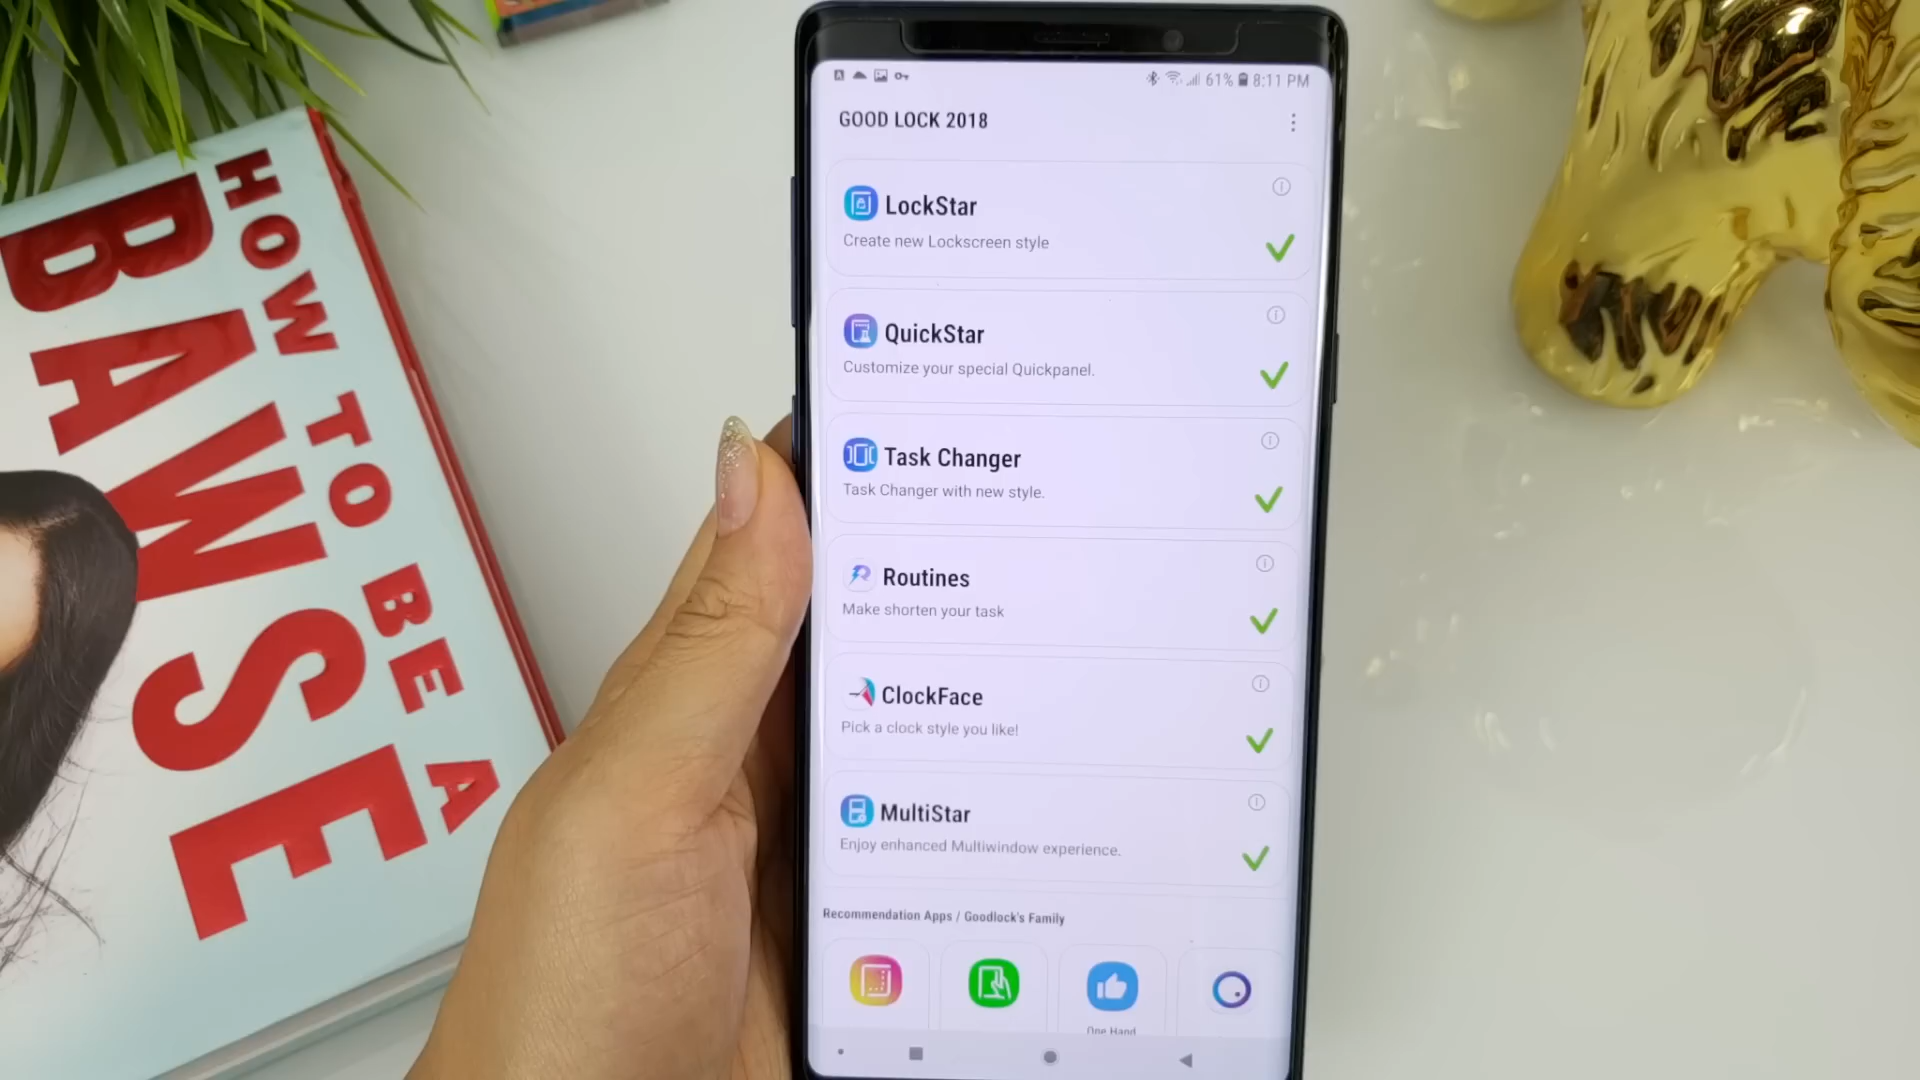 HOW TO BE A
BAWSE
61% 8:11 PM
GOOD LOCK 2018
LockStar
Create new Lockscreen style
QuickStar
Customize your special Quickpanel.
Task Changer
Task Changer with new style.
Routines
Make shorten your task
ClockFace
Pick a clock style you like!
MultiStar
Enjoy enhanced Multiwindow experience.
Recommendation Apps / Goodlock's Family
One Hand